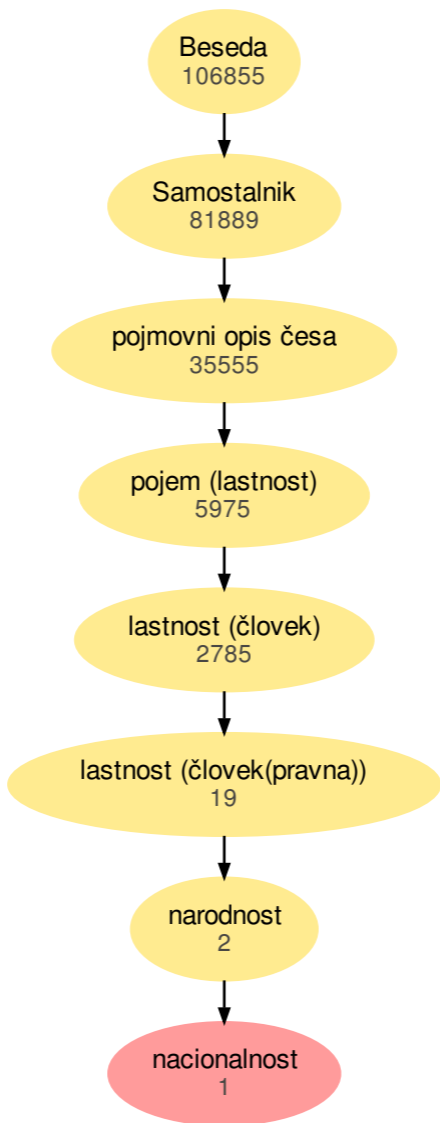 Beseda
106855
Samostalnik
81889
pojmovni opis česa
35555
pojem (lastnost)
5975
lastnost (človek)
2785
lastnost (človek(pravna))
19
narodnost
2
nacionalnost
1